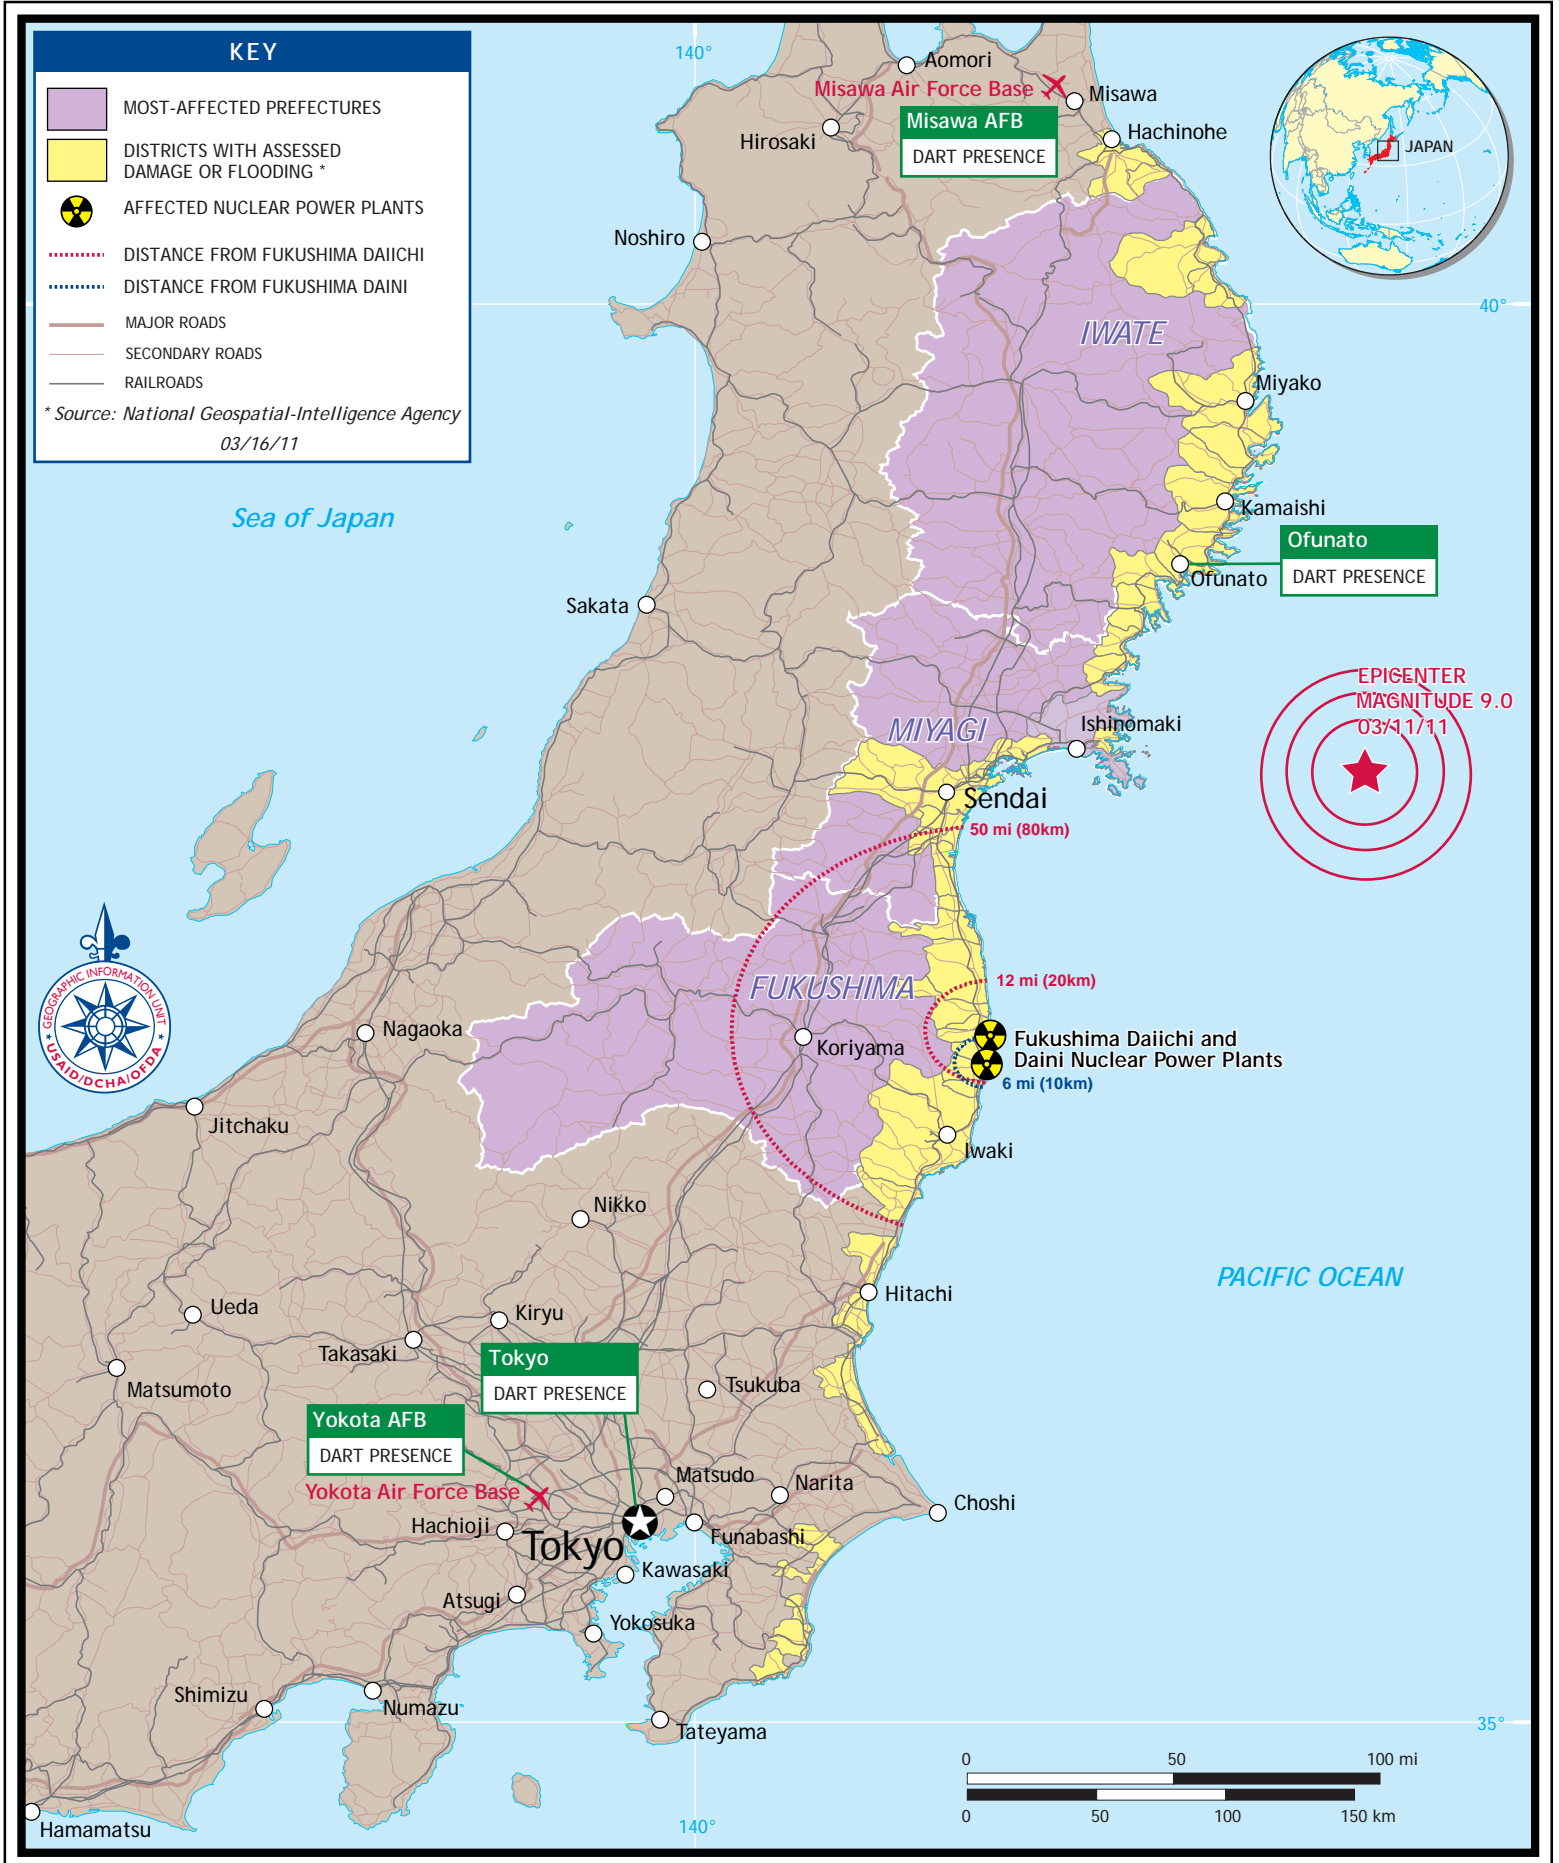 KEY
MOST-AFFECTED PREFECTURES
DISTRICTS WITH ASSESSED
DAMAGE OR FLOODING *
AFFECTED NUCLEAR POWER PLANTS
DISTANCE FROM FUKUSHIMA DAIICHI
DISTANCE FROM FUKUSHIMA DAINI
MAJOR ROADS
SECONDARY ROADS
RAILROADS
* Source: National Geospatial-Intelligence Agency
03/16/11
140°
Aomori
Misawa Air Force Base
Misawa
Misawa AFB
DART PRESENCE
Hirosaki
Hachinohe
JAPAN
Noshiro
40°
IWATE
Miyako
Sea of Japan
Kamaishi
Ofunato
DART PRESENCE
Ofunato
Sakata
EPICENTER
MAGNITUDE 9.0
03/11/11
MIYAGI
Ishinomaki
Sendai
50 mi (80km)
FUKUSHIMA
12 mi (20km)
GEOGRAPHIC INFORMATION UNIT
★ USAID/DCHA/OFDA ★
Nagaoka
Koriyama
Fukushima Daiichi and
Daini Nuclear Power Plants
6 mi (10km)
Jitchaku
Iwaki
Nikko
PACIFIC OCEAN
Hitachi
Ueda
Kiryu
Takasaki
Tokyo
DART PRESENCE
Matsumoto
Tsukuba
Yokota AFB
DART PRESENCE
Yokota Air Force Base
Matsudo
Narita
Choshi
Hachioji
Tokyo
Funabashi
Kawasaki
Atsugi
Yokosuka
Shimizu
Numazu
Tateyama
35°
0 50 100 mi
0 50 100 150 km
Hamamatsu
140°